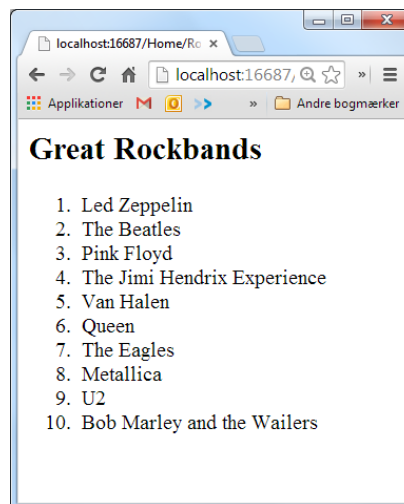 localhost:16687/Home/Ro
localhost:16687/
Applikationer
»
Andre bogmærker
Great Rockbands
1. Led Zeppelin
2. The Beatles
3. Pink Floyd
4. The Jimi Hendrix Experience
5. Van Halen
6. Queen
7. The Eagles
8. Metallica
9. U2
10. Bob Marley and the Wailers